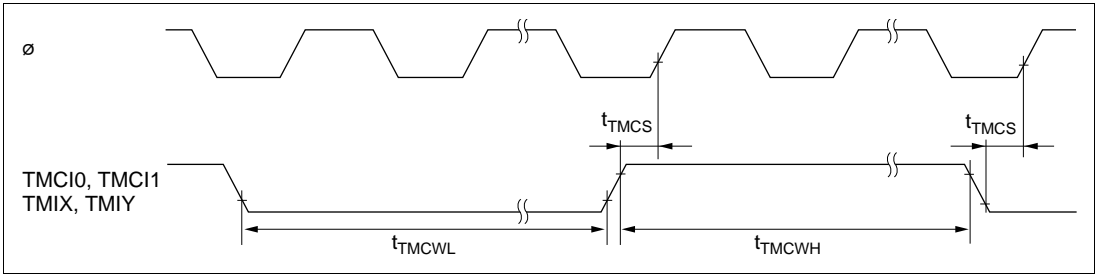 ø
tTMCS
tTMCS
TMCI0, TMCI1
TMIX, TMIY
tTMCWL
tTMCWH